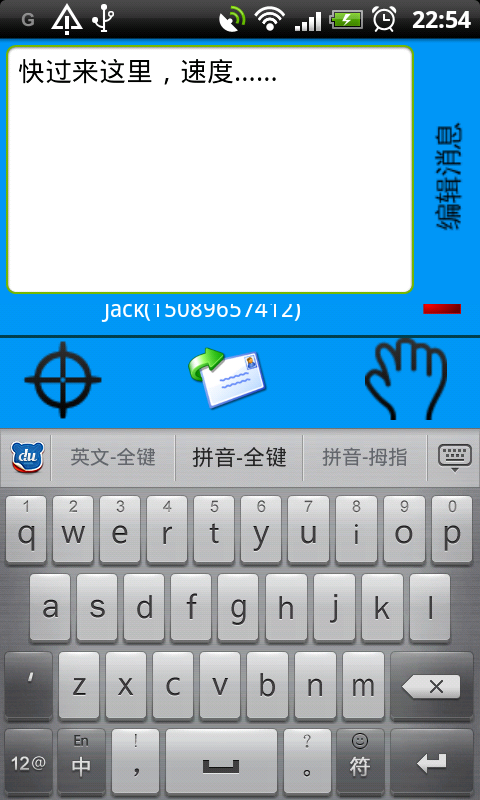 G
22:54
快过来这里，速度......
编辑消息
Jack(15089657412)
du
英文-全键
拼音-全键
拼音-拇指
1 2 3 4 5 6 7 8 9 0
q w e r t y u i o p
a s d f g h j k l
' z x c v b n m
En ! ?
12@ 中 ， 。 符